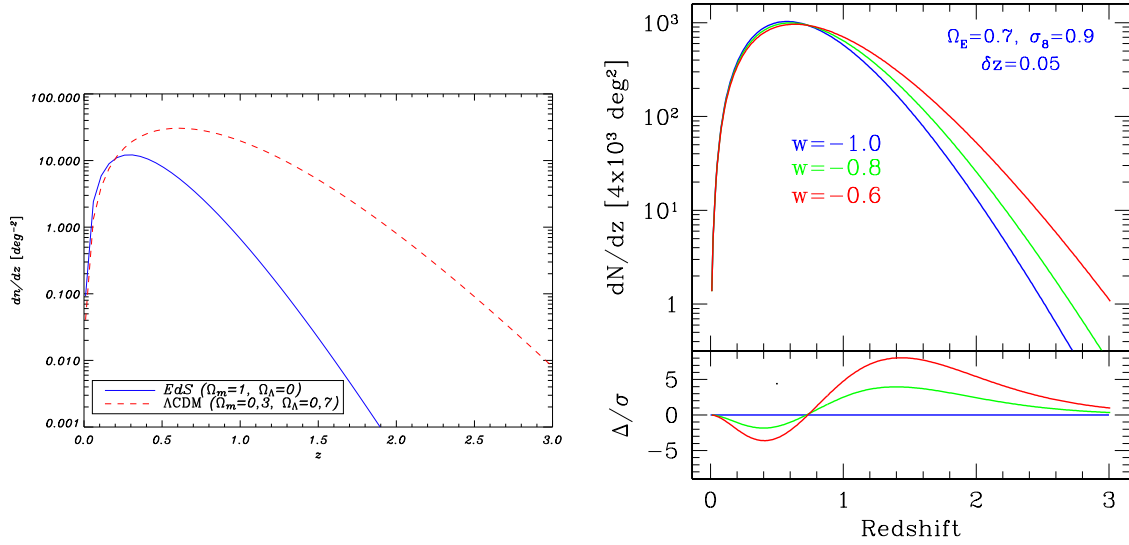 100.000
10.000
1.000
0.100
0.010
0.001
dn/dz [deg⁻²]
EdS (Ωₘ=1, Ω_Λ=0)
ΛCDM (Ωₘ=0,3, Ω_Λ=0,7)
0.0 0.5 1.0 1.5 2.0 2.5 3.0
z
10³
10²
10¹
1
dN/dz [4x10³ deg²]
Ω_E=0.7, σ₈=0.9
δz=0.05
w=−1.0
w=−0.8
w=−0.6
5
0
−5
Δ/σ
0 1 2 3
Redshift